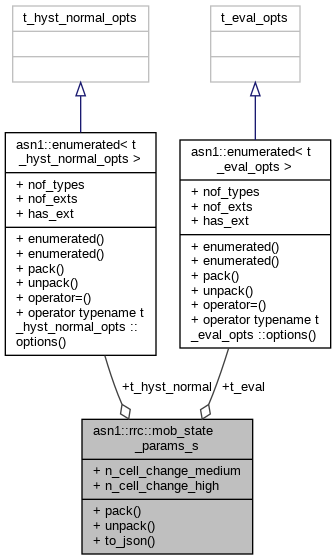 t_hyst_normal_opts
t_eval_opts
asn1::enumerated< t
_hyst_normal_opts >
+ nof_types
+ nof_exts
+ has_ext
+ enumerated()
+ enumerated()
+ pack()
+ unpack()
+ operator=()
+ operator typename t
_hyst_normal_opts ::
options()
asn1::enumerated< t
_eval_opts >
+ nof_types
+ nof_exts
+ has_ext
+ enumerated()
+ enumerated()
+ pack()
+ unpack()
+ operator=()
+ operator typename t
_eval_opts ::options()
+t_hyst_normal
+t_eval
asn1::rrc::mob_state
_params_s
+ n_cell_change_medium
+ n_cell_change_high
+ pack()
+ unpack()
+ to_json()